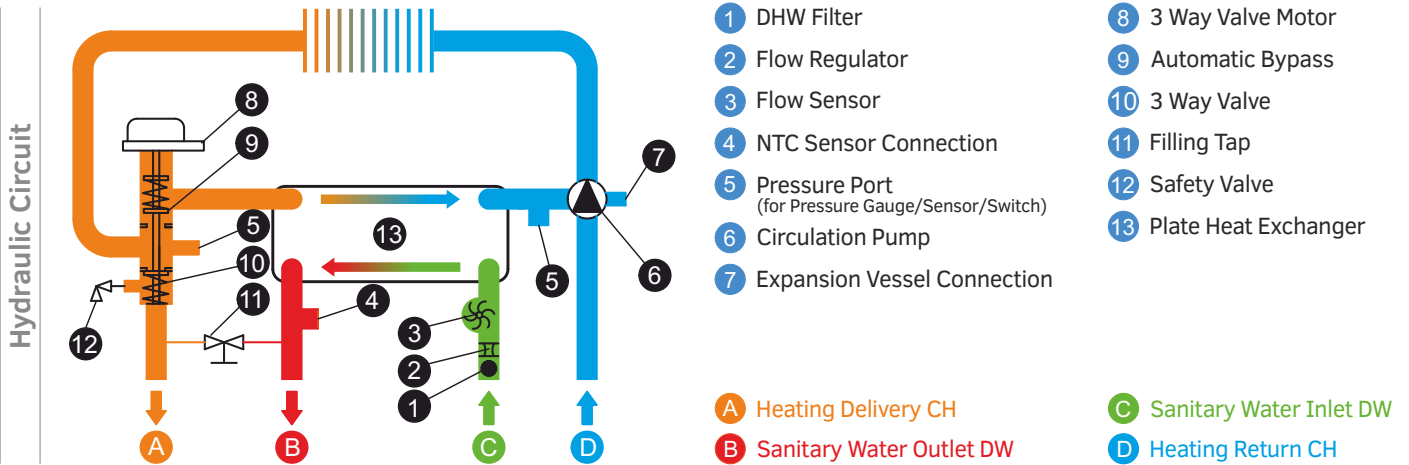 Hydraulic Circuit
8
9
5
10
11
12
13
4
3
2
1
7
5
6
A
B
C
D
1 DHW Filter
2 Flow Regulator
3 Flow Sensor
4 NTC Sensor Connection
5 Pressure Port
(for Pressure Gauge/Sensor/Switch)
6 Circulation Pump
7 Expansion Vessel Connection
8 3 Way Valve Motor
9 Automatic Bypass
10 3 Way Valve
11 Filling Tap
12 Safety Valve
13 Plate Heat Exchanger
A Heating Delivery CH
B Sanitary Water Outlet DW
C Sanitary Water Inlet DW
D Heating Return CH